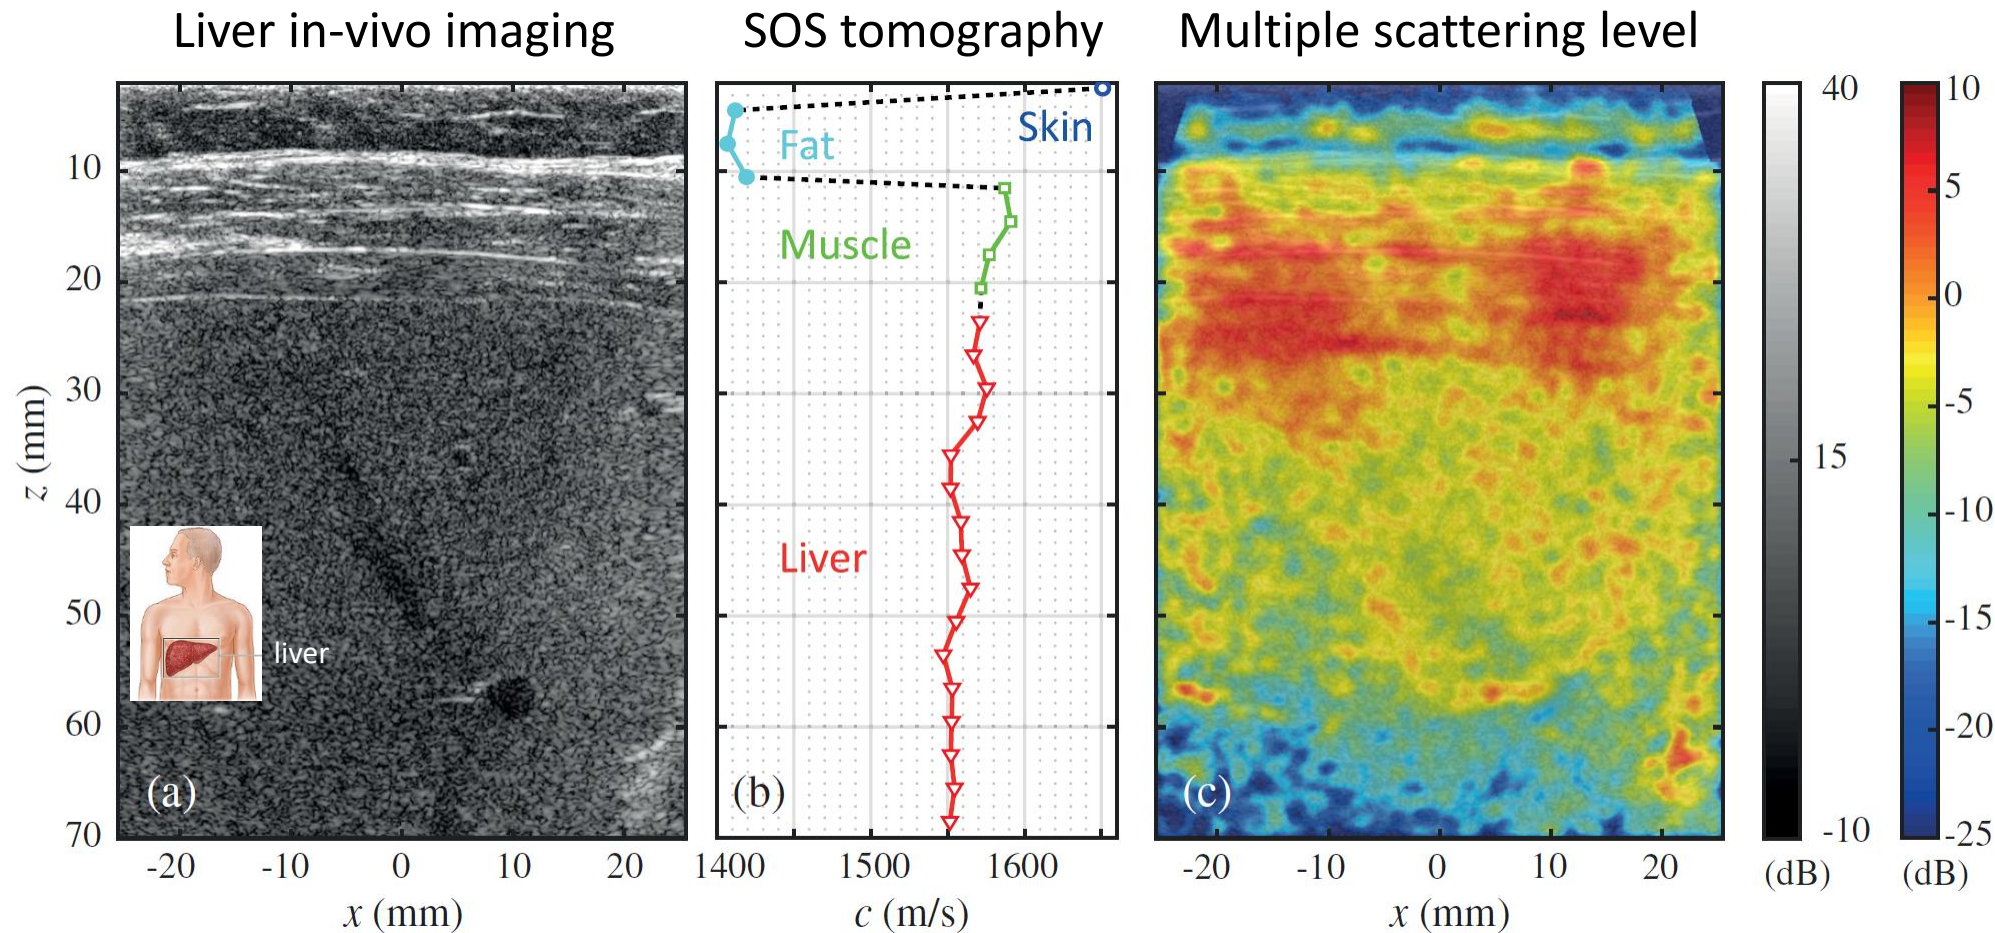 Liver in-vivo imaging
SOS tomography
Multiple scattering level
z (mm)
10
20
30
40
50
60
70
liver
(a)
-20 -10 0 10 20
x (mm)
Skin
Fat
Muscle
Liver
(b)
1400 1500 1600
c (m/s)
(c)
-20 -10 0 10 20
x (mm)
40
15
-10
(dB)
10
5
0
-5
-10
-15
-20
-25
(dB)